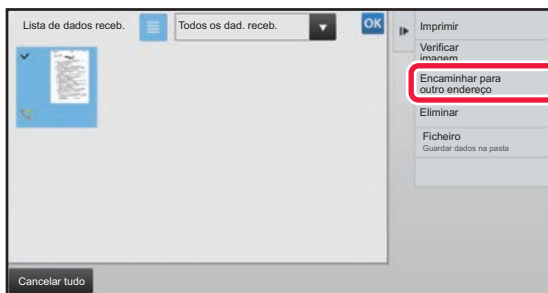 Lista de dados receb.
Todos os dad. receb.
OK
Imprimir
Verificar
imagem
Encaminhar para
outro endereço
Eliminar
Ficheiro
Guardar dados na pasta
Cancelar tudo